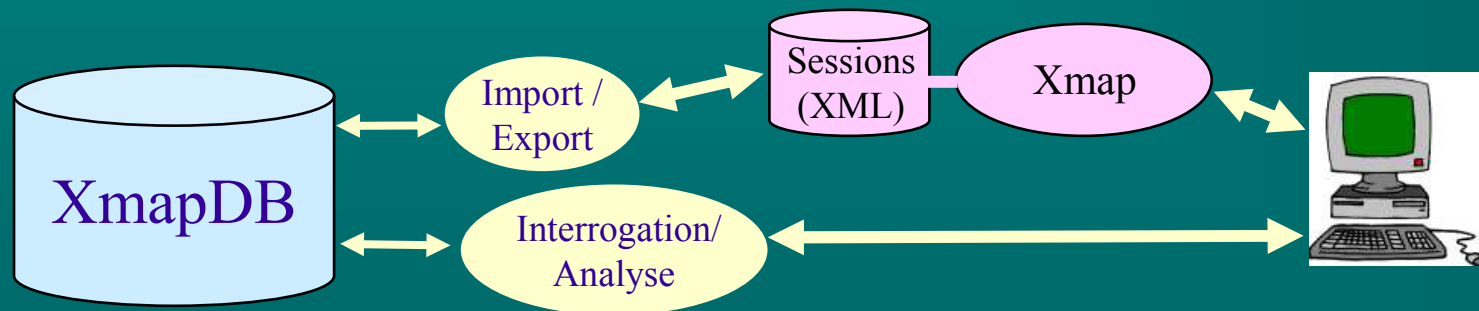 XmapDB
Import /
Export
Sessions
(XML)
Xmap
Interrogation/
Analyse